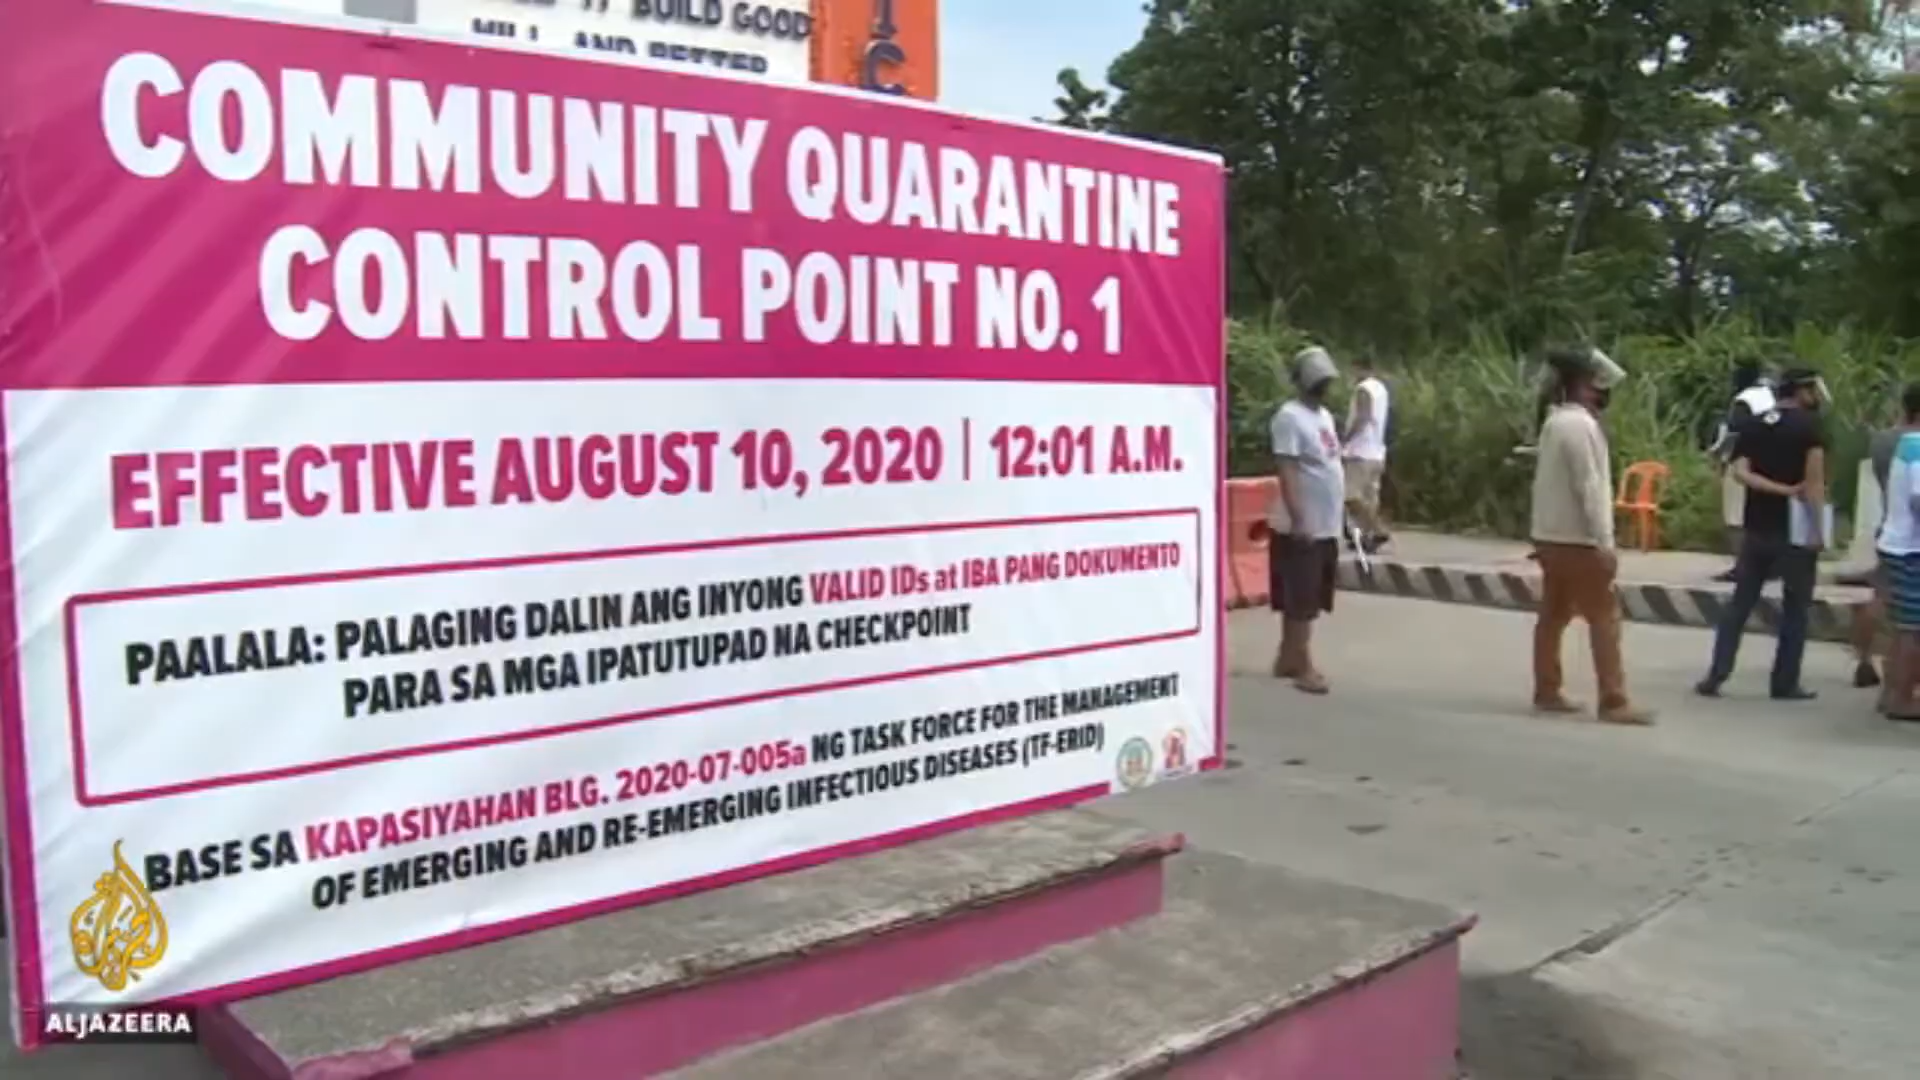 BUILD GOOD
AND BETTER
COMMUNITY QUARANTINE
CONTROL POINT NO. 1
EFFECTIVE AUGUST 10, 2020 | 12:01 A.M.
PAALALA: PALAGING DALIN ANG INYONG VALID IDs at IBA PANG DOKUMENTO
PARA SA MGA IPATUTUPAD NA CHECKPOINT
BASE SA KAPASIYAHAN BLG. 2020-07-005a NG TASK FORCE FOR THE MANAGEMENT
OF EMERGING AND RE-EMERGING INFECTIOUS DISEASES (TF-ERID)
ALJAZEERA